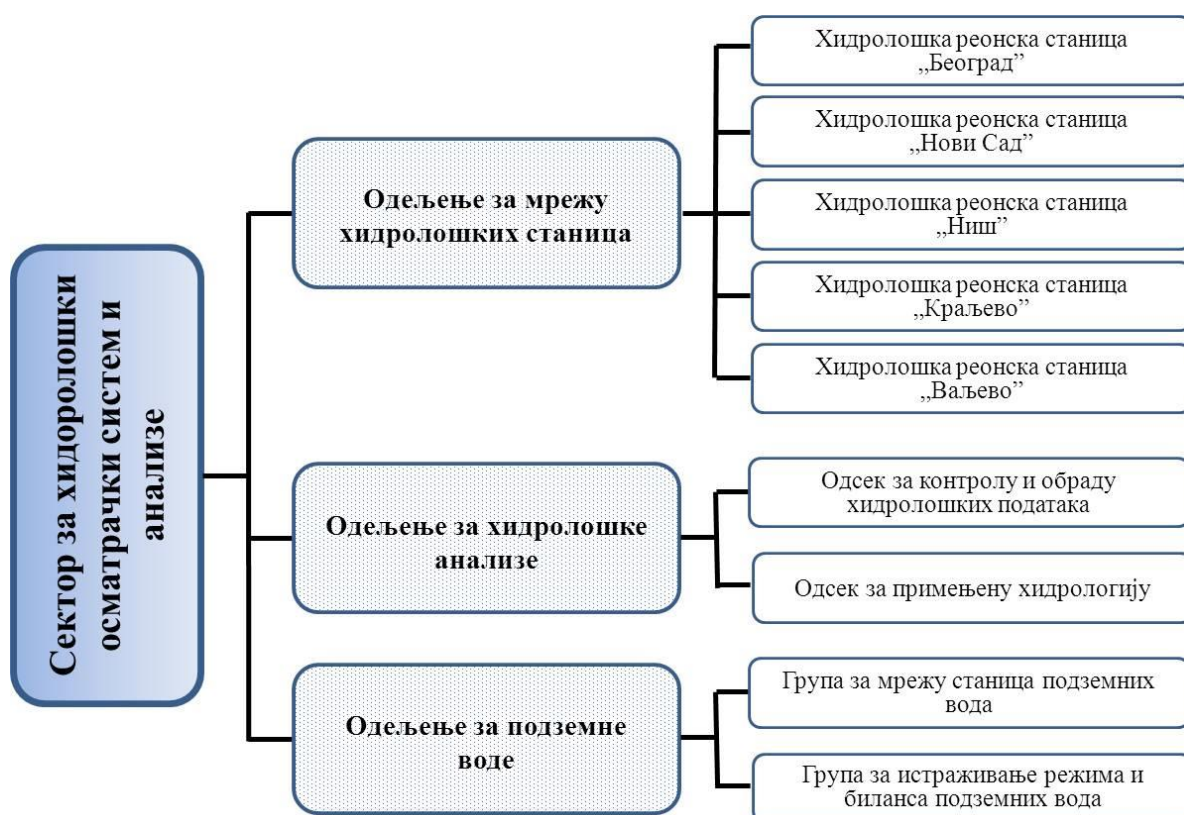 Сектор за хидоролошки
осматрачки систем и
анализе
Одељење за мрежу
хидролошких станица
Хидролошка реонска станица
„Београд”
Хидролошка реонска станица
„Нови Сад”
Хидролошка реонска станица
„Ниш”
Хидролошка реонска станица
„Краљево”
Хидролошка реонска станица
„Ваљево”
Одељење за хидролошке
анализе
Одсек за контролу и обраду
хидролошких података
Одсек за примењену хидрологију
Одељење за подземне
воде
Група за мрежу станица подземних
вода
Група за истраживање режима и
биланса подземних вода